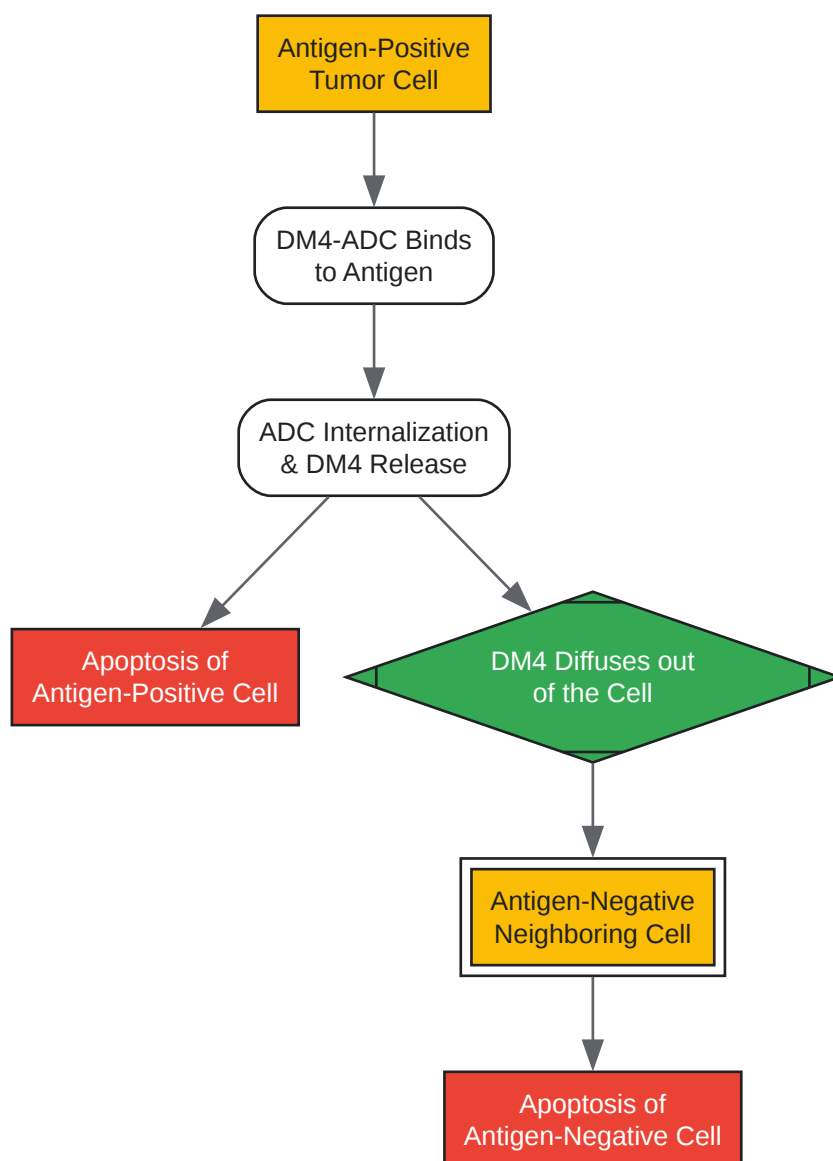 Antigen-Positive
Tumor Cell
DM4-ADC Binds
to Antigen
ADC Internalization
& DM4 Release
Apoptosis of
Antigen-Positive Cell
DM4 Diffuses out
of the Cell
Antigen-Negative
Neighboring Cell
Apoptosis of
Antigen-Negative Cell